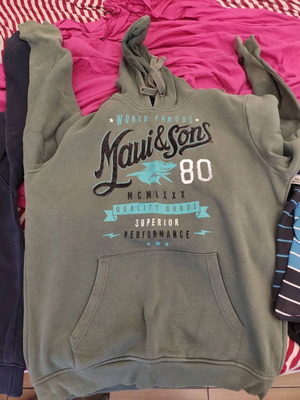 WORLD FAMOUS
Maui & Sons
80
MCMLXXX
QUALITY GOODS
SUPERIOR
PERFORMANCE